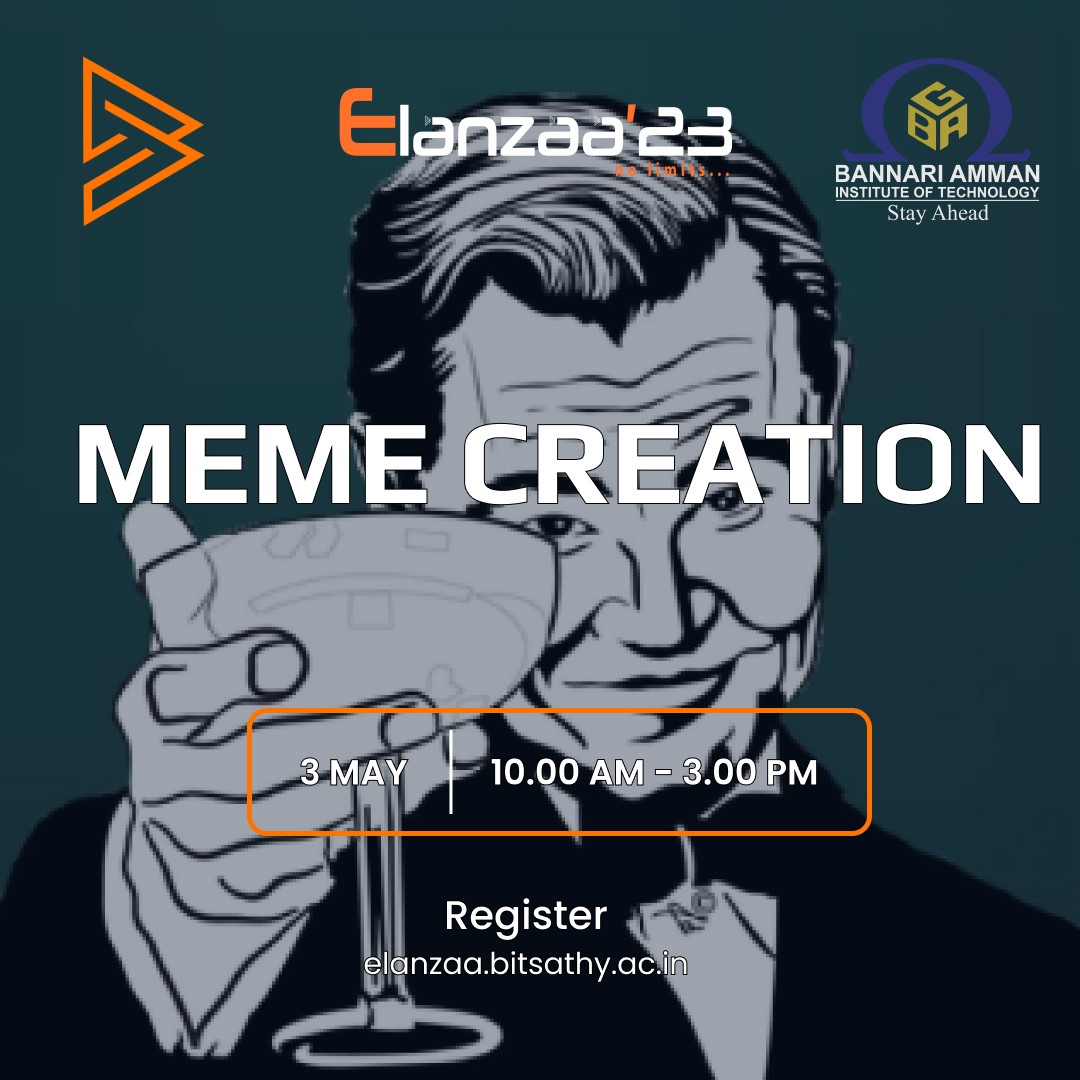 Elanzaa'23
no limits...
GBA
BANNARI AMMAN
INSTITUTE OF TECHNOLOGY
Stay Ahead
MEME CREATION
3 MAY
10.00 AM - 3.00 PM
Register
elanzaa.bitsathy.ac.in